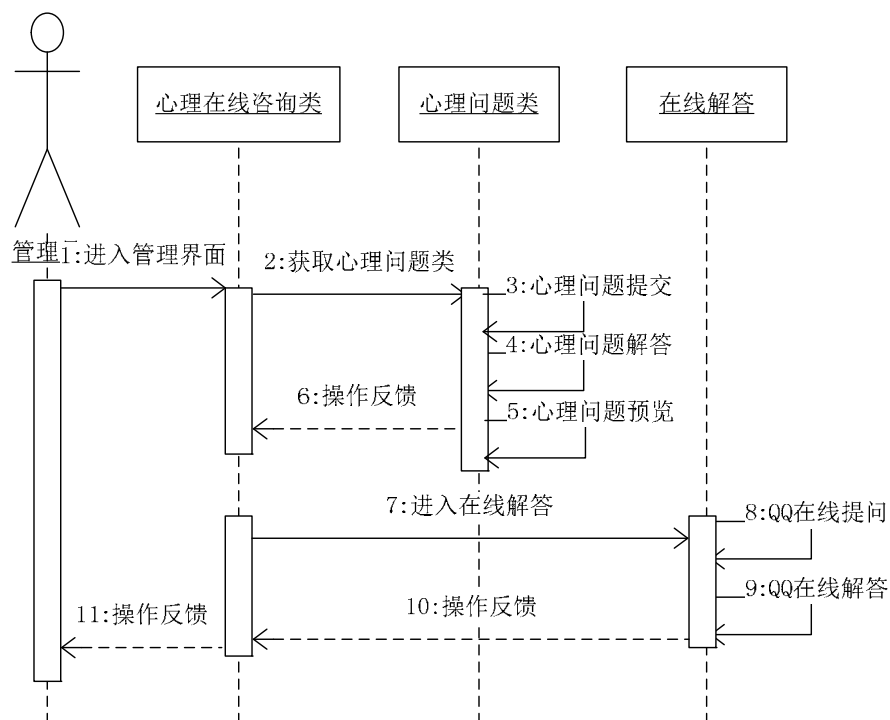 心理在线咨询类
心理问题类
在线解答
管理
1:进入管理界面
2:获取心理问题类
3:心理问题提交
4:心理问题解答
6:操作反馈
5:心理问题预览
7:进入在线解答
8:QQ在线提问
9:QQ在线解答
10:操作反馈
11:操作反馈